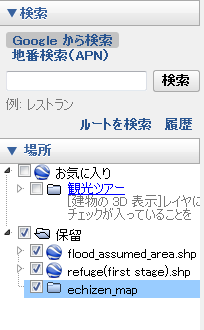 ▼検索
Google から検索
地番検索(APN)
検索
例: レストラン
ルートを検索 履歴
▼ 場所
お気に入り
観光ツアー
[建物の 3D 表示]レイヤに
チェックが入っていることを
保留
flood_assumed_area.shp
refuge(first stage).shp
echizen_map